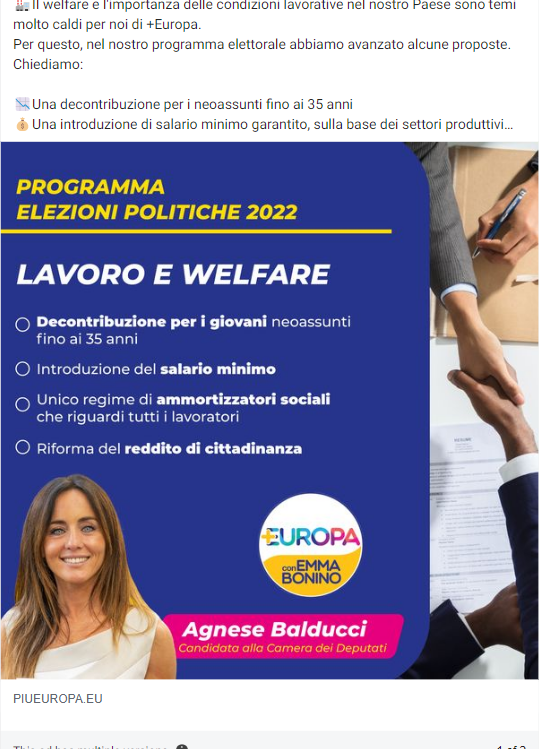 Il welfare e l'importanza delle condizioni lavorative nel nostro Paese sono temi
molto caldi per noi di +Europa.
Per questo, nel nostro programma elettorale abbiamo avanzato alcune proposte.
Chiediamo:
Una decontribuzione per i neoassunti fino ai 35 anni
Una introduzione di salario minimo garantito, sulla base dei settori produttivi...
PROGRAMMA
ELEZIONI POLITICHE 2022
LAVORO E WELFARE
Decontribuzione per i giovani neoassunti
fino ai 35 anni
Introduzione del salario minimo
Unico regime di ammortizzatori sociali
che riguardi tutti i lavoratori
Riforma del reddito di cittadinanza
+EUROPA
con EMMA
BONINO
Agnese Balducci
Candidata alla Camera dei Deputati
PIUEUROPA.EU